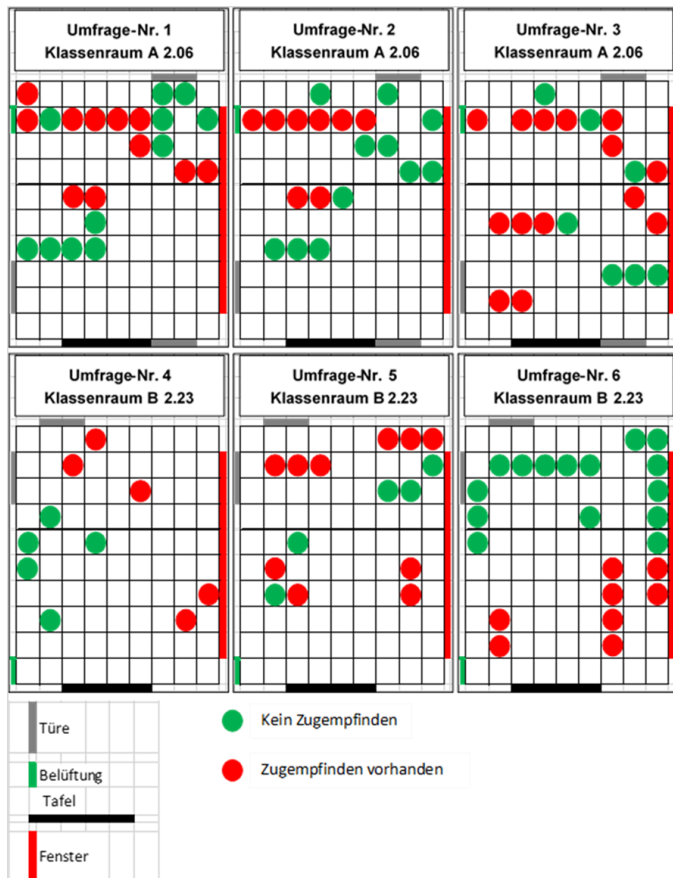 Umfrage-Nr. 1
Klassenraum A 2.06
Umfrage-Nr. 2
Klassenraum A 2.06
Umfrage-Nr. 3
Klassenraum A 2.06
Umfrage-Nr. 4
Klassenraum B 2.23
Umfrage-Nr. 5
Klassenraum B 2.23
Umfrage-Nr. 6
Klassenraum B 2.23
Türe
Belüftung
Tafel
Fenster
Kein Zugempfinden
Zugempfinden vorhanden